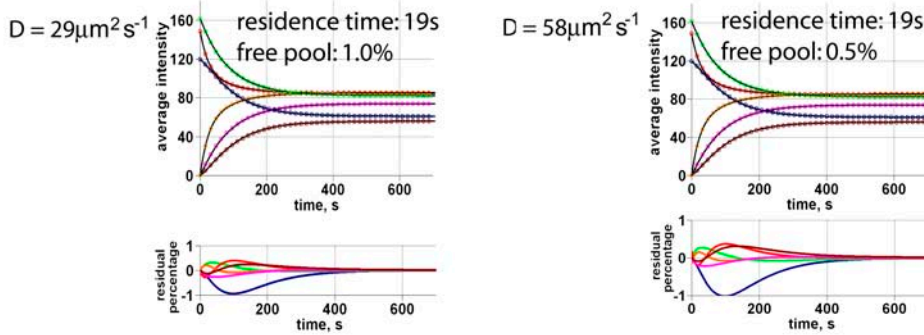 D = 29μm² s⁻¹
residence time: 19s
free pool: 1.0%
average intensity
160
120
80
40
0
0 200 400 600
time, s
residual
percentage
1
0
-1
0 200 400 600
time, s
D = 58μm² s⁻¹
residence time: 19s
free pool: 0.5%
average intensity
160
120
80
40
0
0 200 400 600
time, s
residual
percentage
1
0
-1
0 200 400 600
time, s